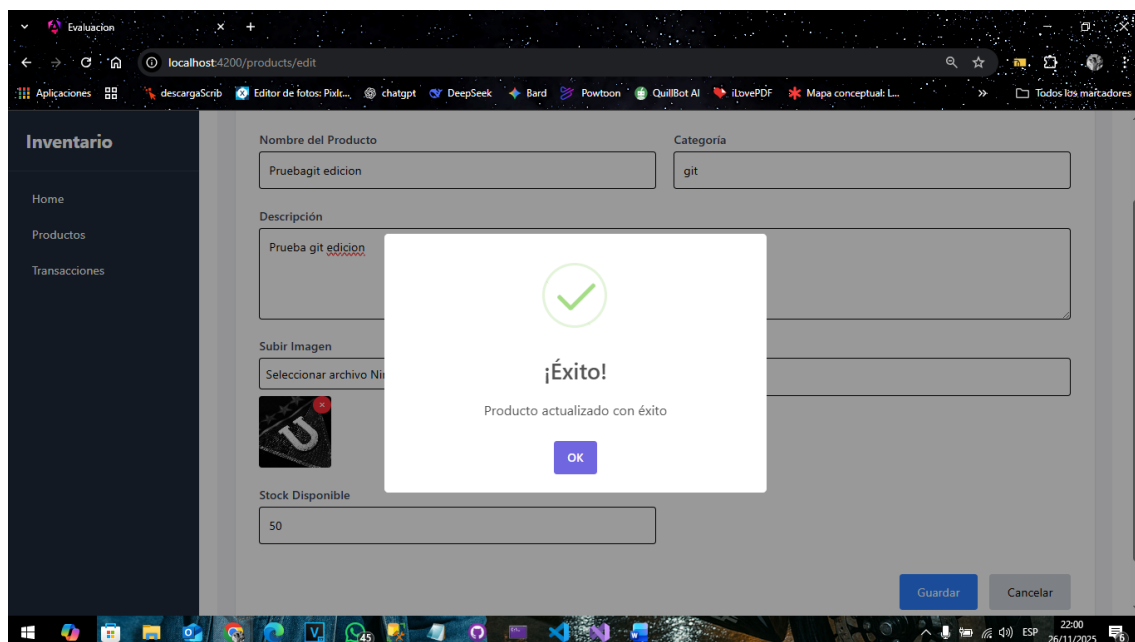 Evaluacion
localhost:4200/products/edit
Aplicaciones descargaScrib Editor de fotos: Pixlr... chatgpt DeepSeek Bard Powtoon QuillBot AI iLovePDF Mapa conceptual: L... » Todos los marcadores
Inventario
Home
Productos
Transacciones
Nombre del Producto Categoría
Pruebagit edicion git
Descripción
Prueba git edicion
Subir Imagen
Seleccionar archivo
U
¡Éxito!
Producto actualizado con éxito
OK
Stock Disponible
50
Guardar Cancelar
45 ESP 22:00
26/11/2025